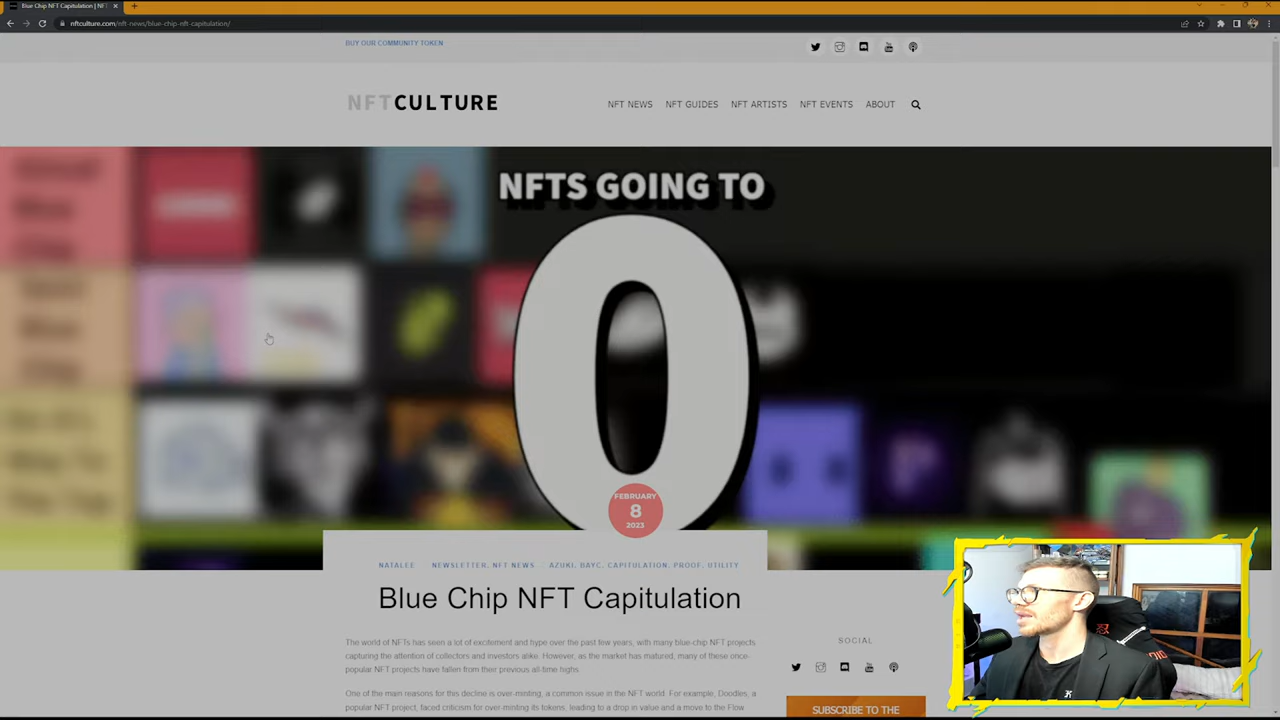 Blue Chip NFT Capitulation | NF
nftculture.com/nft-news/blue-chip-nft-capitulation/
BUY OUR COMMUNITY TOKEN
NFTCULTURE
NFT NEWS NFT GUIDES NFT ARTISTS NFT EVENTS ABOUT
NFTS GOING TO
0
FEBRUARY
8
2023
NATALEE NEWSLETTER, NFT NEWS AZUKI, BAYC, CAPITULATION, PROOF, UTILITY
Blue Chip NFT Capitulation
The world of NFTs has seen a lot of excitement and hype over the past few years, with many blue-chip NFT projects
capturing the attention of collectors and investors alike. However, as the market has matured, many of these once-
popular NFT projects have fallen from their previous all-time highs.
One of the main reasons for this decline is over-minting, a common issue in the NFT world. For example, Doodles, a
popular NFT project, faced criticism for over-minting its tokens, leading to a drop in value and a move to the Flow
SOCIAL
SUBSCRIBE TO THE